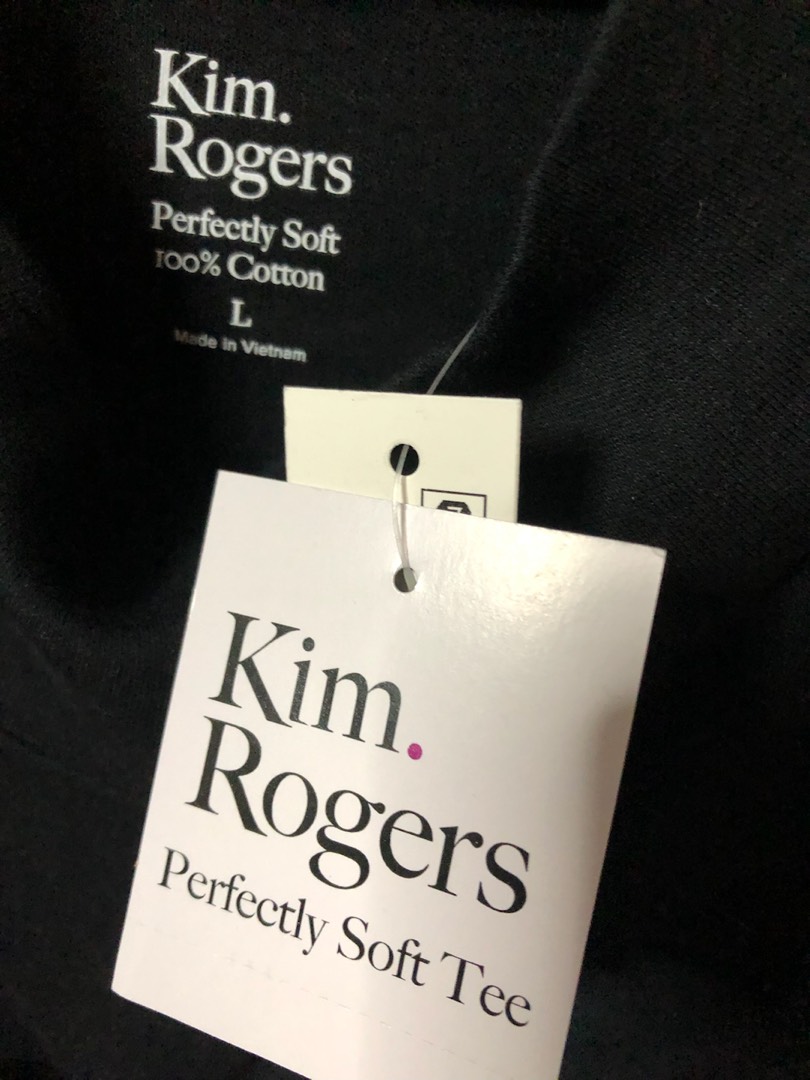 Kim.
Rogers
Perfectly Soft
100% Cotton
L
Made in Vietnam
Kim.
Rogers
Perfectly Soft Tee